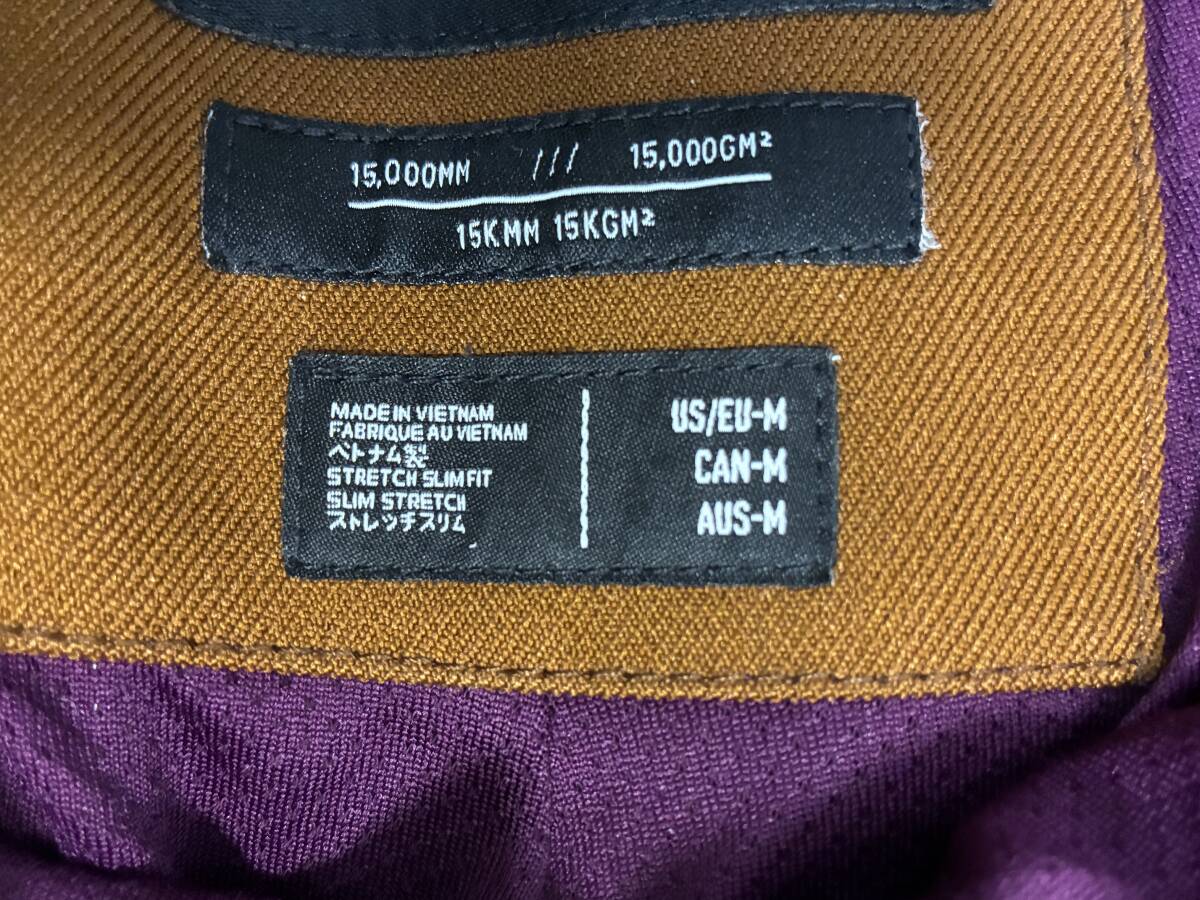 15,000MM /// 15,000GM²
15KMM 15KGM²
MADE IN VIETNAM
FABRIQUE AU VIETNAM
ベトナム製
STRETCH SLIM FIT
SLIM STRETCH
ストレッチスリム
US/EU-M
CAN-M
AUS-M